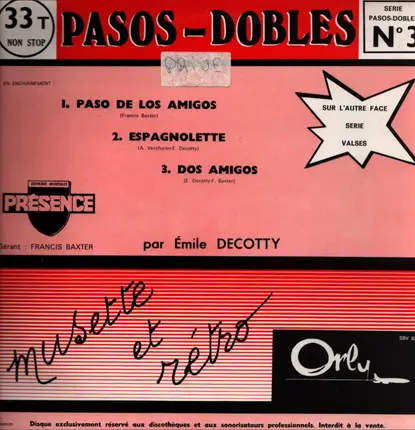 33 T
NON STOP
PASOS-DOBLES
SERIE
PASOS-DOBLES
N° 3
EN ENCHAINEMENT :
1. PASO DE LOS AMIGOS
(Francis Baxter)
2. ESPAGNOLETTE
(A. Verchuren-E. Decotty)
3. DOS AMIGOS
(E. Decotty-F. Baxter)
SUR L'AUTRE FACE
SERIE
VALSES
EDITIONS MUSICALES
PRÉSENCE
Gérant : FRANCIS BAXTER
par Émile DECOTTY
musette
et
rétro
Orly
Disque exclusivement réservé aux discothèques et aux sonorisateurs professionnels. Interdit à la vente.